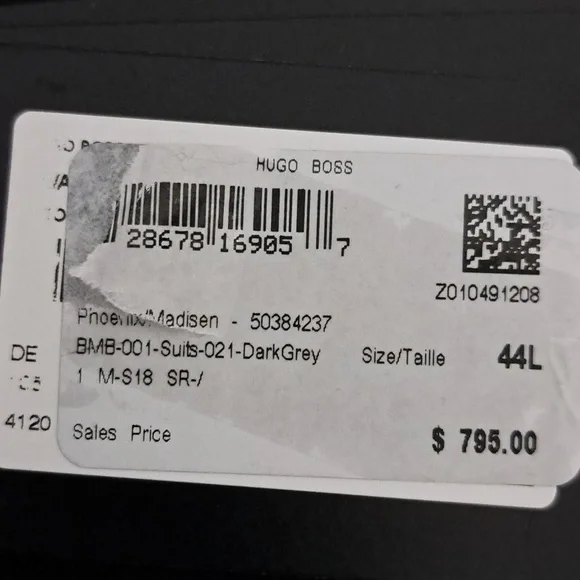 HUGO BOSS
28678 16905 7
Z010491208
Phoenix/Madisen - 50384237
BMB-001-Suits-021-DarkGrey Size/Taille 44L
1 M-S18 SR-/
Sales Price $ 795.00
DE
4120